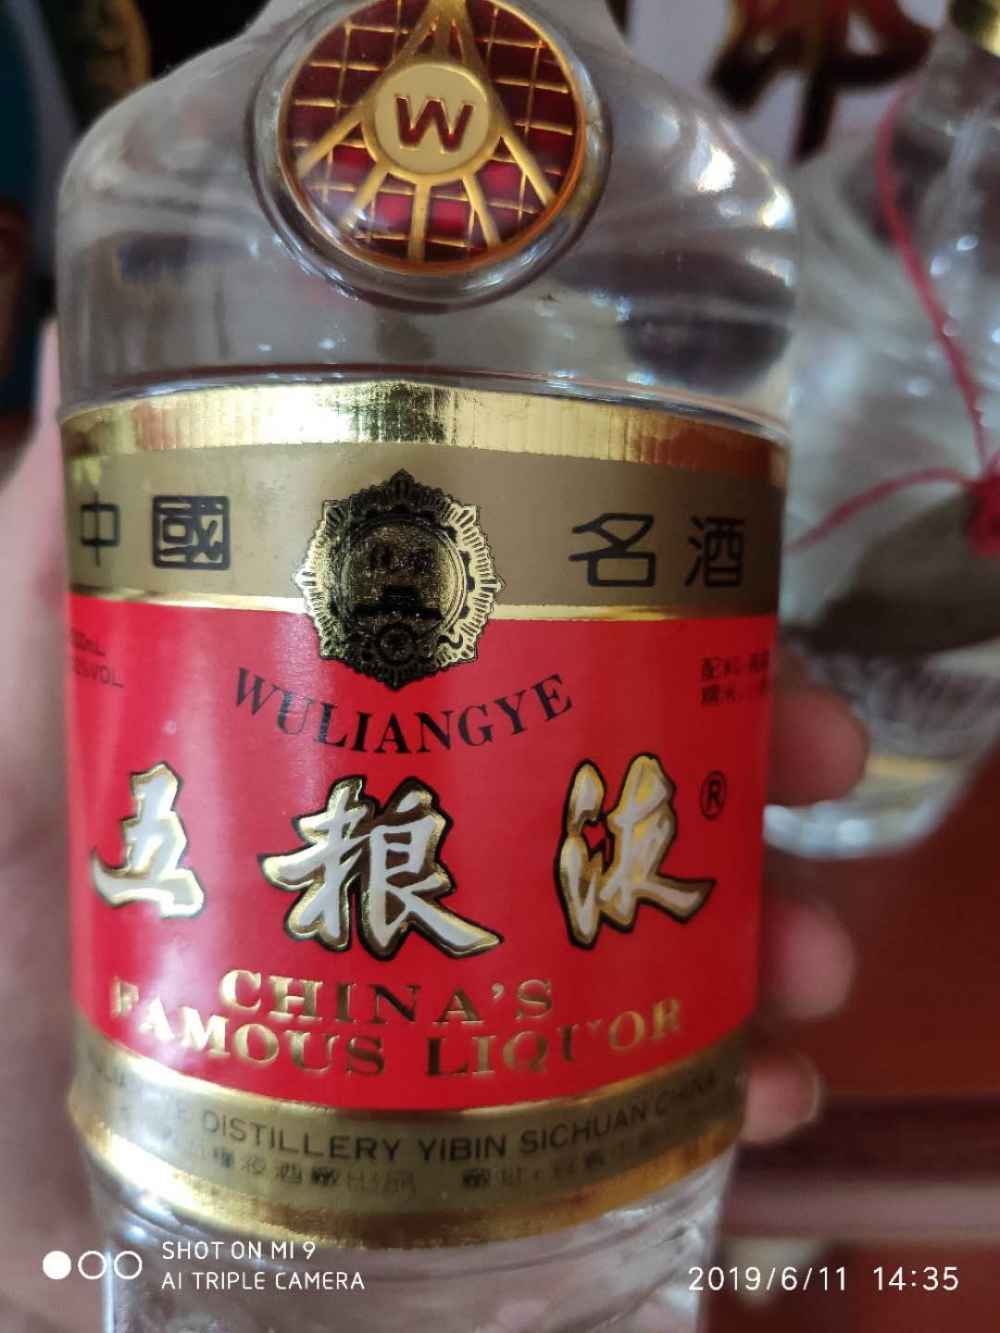 W
中國 名酒
WULIANGYE
五粮液®
CHINA'S
FAMOUS LIQUOR
DISTILLERY YIBIN SICHUAN CHINA
SHOT ON MI 9
AI TRIPLE CAMERA
2019/6/11 14:35